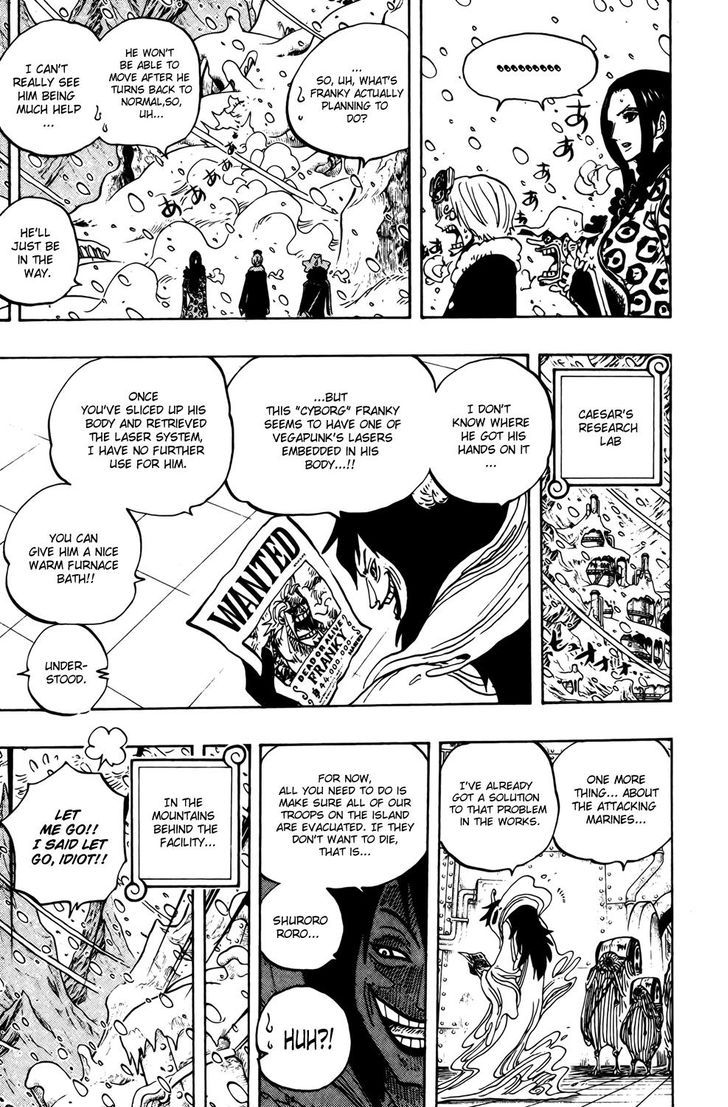 ..........
あ
あ
あ
...
SO, UH, WHAT'S
FRANKY ACTUALLY
PLANNING TO
DO?
HE WON'T
BE ABLE TO
MOVE AFTER HE
TURNS BACK TO
NORMAL,SO,
UH...
I CAN'T
REALLY SEE
HIM BEING
MUCH HELP
...
あ
あ
あ
HE'LL
JUST BE
IN THE
WAY.
CAESAR'S
RESEARCH
LAB
I DON'T
KNOW WHERE
HE GOT HIS
HANDS ON IT
...
...BUT
THIS "CYBORG" FRANKY
SEEMS TO HAVE ONE OF
VEGAPUNK'S LASERS
EMBEDDED IN HIS
BODY...!!
ONCE
YOU'VE SLICED UP HIS
BODY AND RETRIEVED
THE LASER SYSTEM,
I HAVE NO FURTHER
USE FOR HIM.
YOU CAN
GIVE HIM A NICE
WARM FURNACE
BATH!!
WANTED
DEAD OR ALIVE
FRANKY
44,000,000-
UNDER-
STOOD.
ONE MORE
THING... ABOUT
THE ATTACKING
MARINES...
I'VE ALREADY
GOT A SOLUTION
TO THAT PROBLEM
IN THE WORKS.
FOR NOW,
ALL YOU NEED TO DO IS
MAKE SURE ALL OF OUR
TROOPS ON THE ISLAND
ARE EVACUATED. IF THEY
DON'T WANT TO DIE,
THAT IS...
SHURORO
RORO...
HUH?!
IN THE
MOUNTAINS
BEHIND THE
FACILITY...
LET
ME GO!!
I SAID LET
GO, IDIOT!!